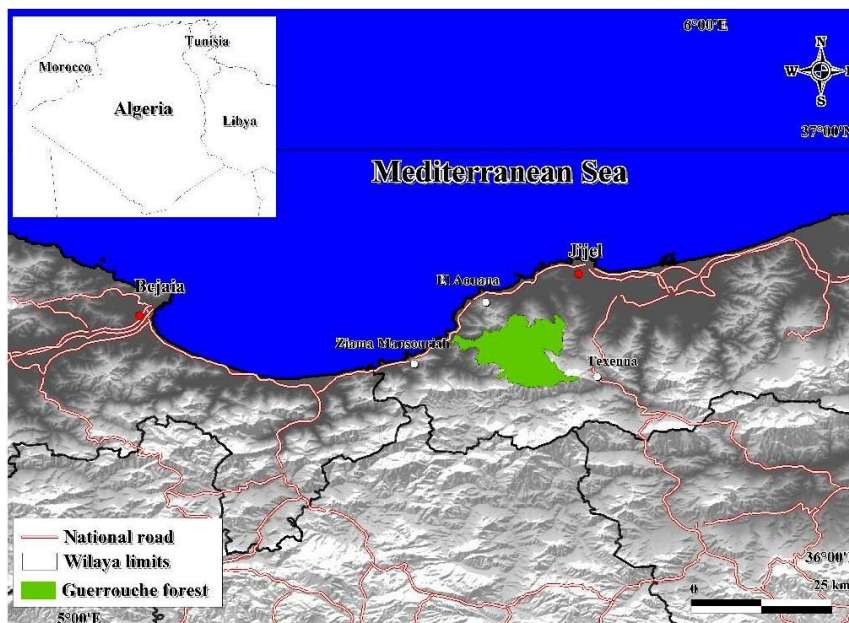 Tunisia
Morocco
Algeria
Libya
6°00'E
N
W E
S
37°00'N
Mediterranean Sea
Jijel
El Aouana
Bejaia
Ziama Mansouriah
Texenna
National road
Wilaya limits
Guerrouche forest
36°00'N
0 25 km
5°00'E